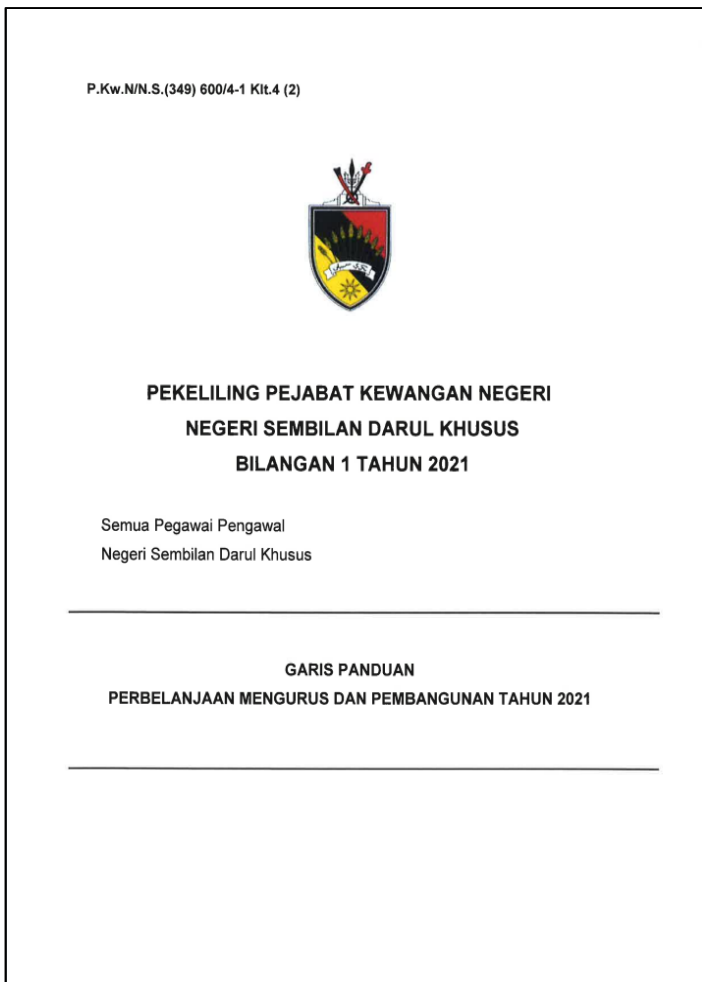 P.Kw.N/N.S.(349) 600/4-1 Klt.4 (2)
PEKELILING PEJABAT KEWANGAN NEGERI
NEGERI SEMBILAN DARUL KHUSUS
BILANGAN 1 TAHUN 2021
Semua Pegawai Pengawal
Negeri Sembilan Darul Khusus
GARIS PANDUAN
PERBELANJAAN MENGURUS DAN PEMBANGUNAN TAHUN 2021